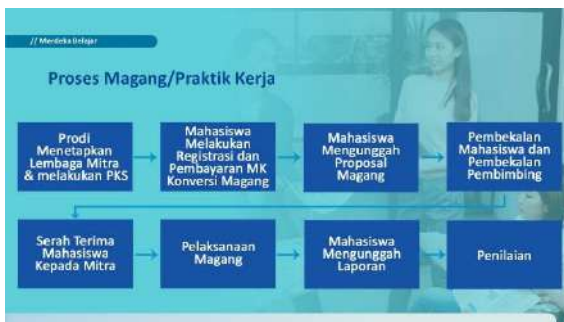 // Merdeka Belajar
Proses Magang/Praktik Kerja
Prodi
Menetapkan
Lembaga Mitra
& melakukan PKS
Mahasiswa
Melakukan
Registrasi dan
Pembayaran MK
Konversi Magang
Mahasiswa
Mengunggah
Proposal
Magang
Pembekalan
Mahasiswa dan
Pembekalan
Pembimbing
Serah Terima
Mahasiswa
Kepada Mitra
Pelaksanaan
Magang
Mahasiswa
Mengunggah
Laporan
Penilaian